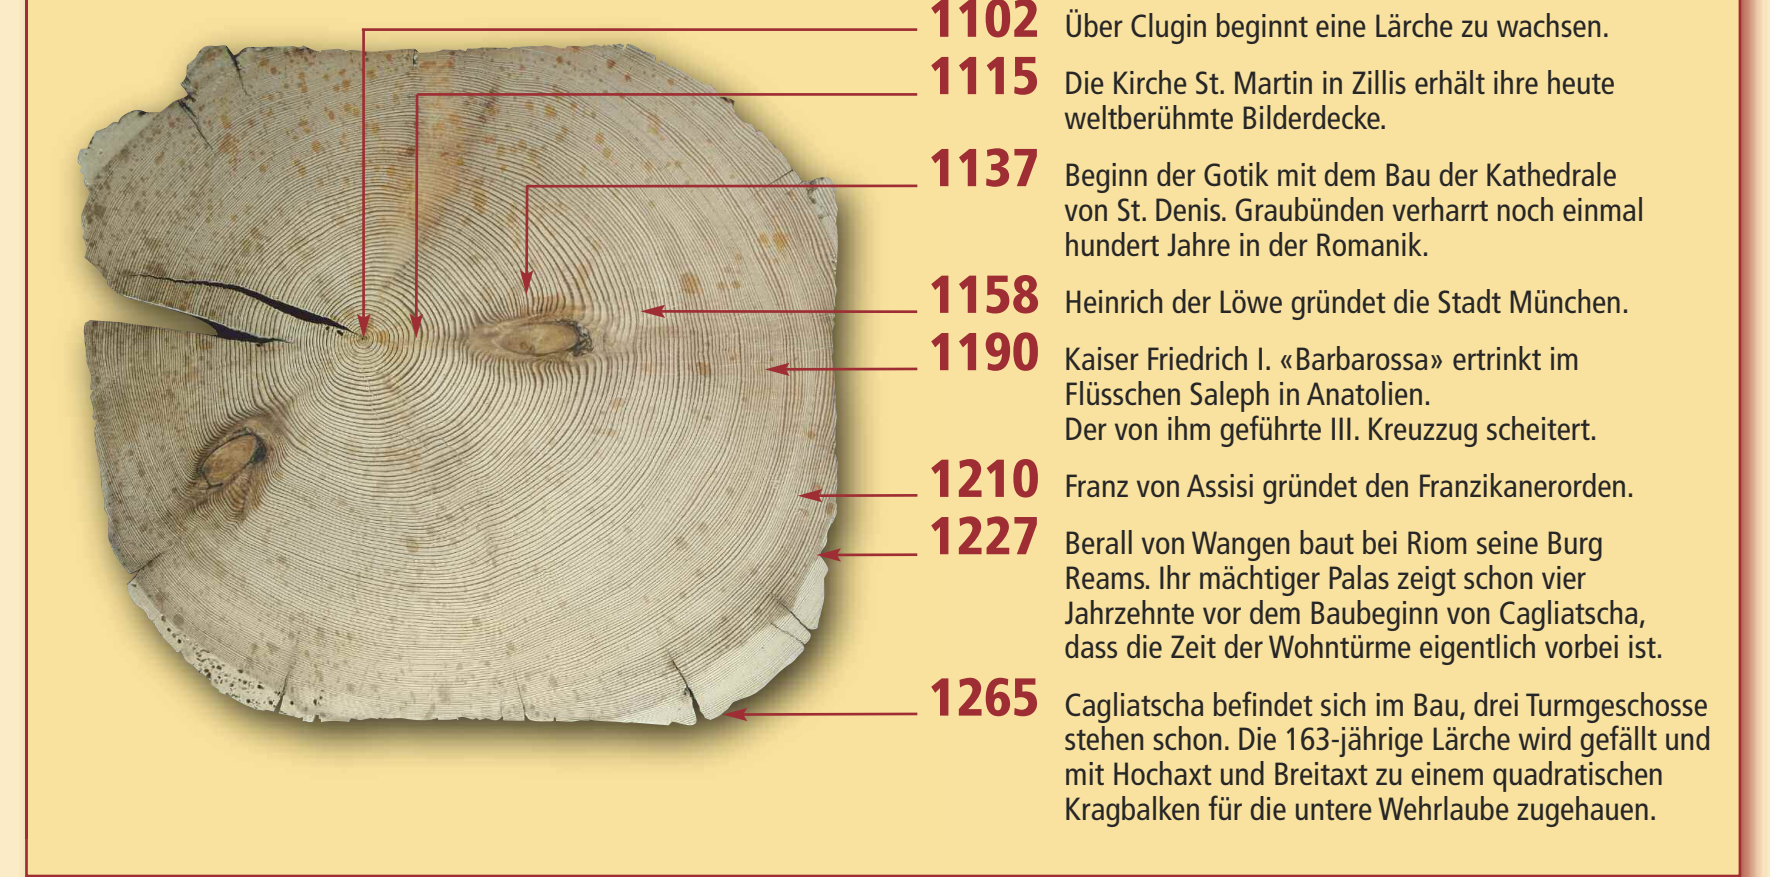 1102 Über Clugin beginnt eine Lärche zu wachsen.
1115 Die Kirche St. Martin in Zillis erhält ihre heute
weltberühmte Bilderdecke.
1137 Beginn der Gotik mit dem Bau der Kathedrale
von St. Denis. Graubünden verharrt noch einmal
hundert Jahre in der Romanik.
1158 Heinrich der Löwe gründet die Stadt München.
1190 Kaiser Friedrich I. «Barbarossa» ertrinkt im
Flüsschen Saleph in Anatolien.
Der von ihm geführte III. Kreuzzug scheitert.
1210 Franz von Assisi gründet den Franzikanerorden.
1227 Berall von Wangen baut bei Riom seine Burg
Reams. Ihr mächtiger Palas zeigt schon vier
Jahrzehnte vor dem Baubeginn von Cagliatscha,
dass die Zeit der Wohntürme eigentlich vorbei ist.
1265 Cagliatscha befindet sich im Bau, drei Turmgeschosse
stehen schon. Die 163-jährige Lärche wird gefällt und
mit Hochaxt und Breitaxt zu einem quadratischen
Kragbalken für die untere Wehrlaube zugehauen.